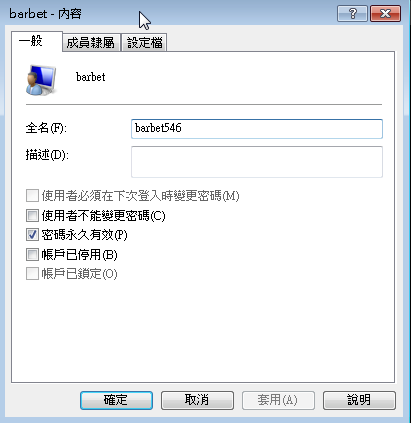 barbet - 內容
一般 成員隸屬 設定檔
barbet
全名(F): barbet546
描述(D):
使用者必須在下次登入時變更密碼(M)
使用者不能變更密碼(C)
密碼永久有效(P)
帳戶已停用(B)
帳戶已鎖定(O)
確定 取消 套用(A) 說明